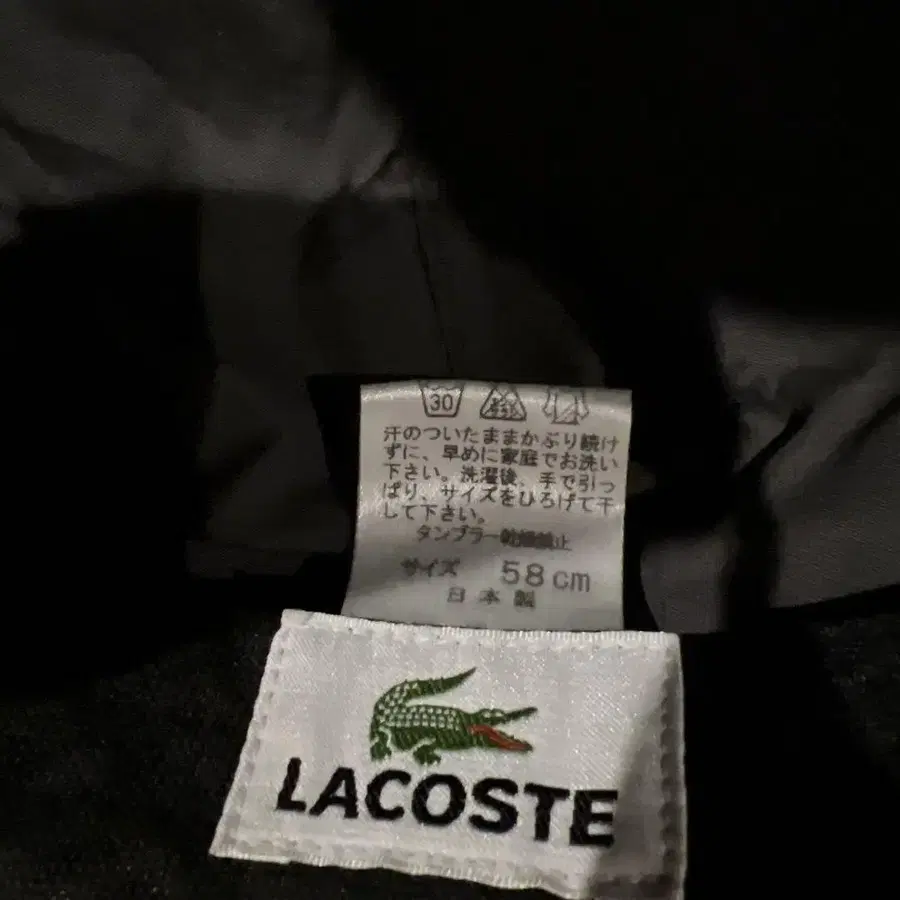 30
汗のついたままかぶり続け
ずに、早めに家庭でお洗い
下さい。洗濯後、手で引っ
ぱり、サイズをひろげて干
して下さい。
タンブラー乾燥禁止
サイズ 58cm
日本製
LACOSTE